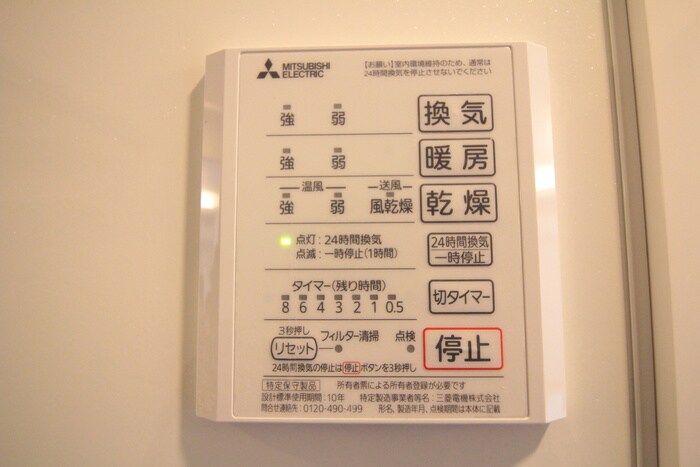 MITSUBISHI
ELECTRIC
【お願い】室内環境維持のため、通常は
24時間換気を停止させないでください
強 弱 換気
強 弱 暖房
温風 送風
強 弱 風乾燥 乾燥
点灯：24時間換気
点滅：一時停止(1時間)
24時間換気
一時停止
タイマー(残り時間)
8 6 4 3 2 1 0.5
切タイマー
3秒押し
リセット フィルター清掃 点検
停止
24時間換気の停止は停止ボタンを3秒押し
特定保守製品 所有者票による所有者登録が必要です
設計標準使用期間：10年 特定製造事業者等名：三菱電機株式会社
問合せ連絡先：0120-490-499 形名、製造年月、点検期間は本体に記載